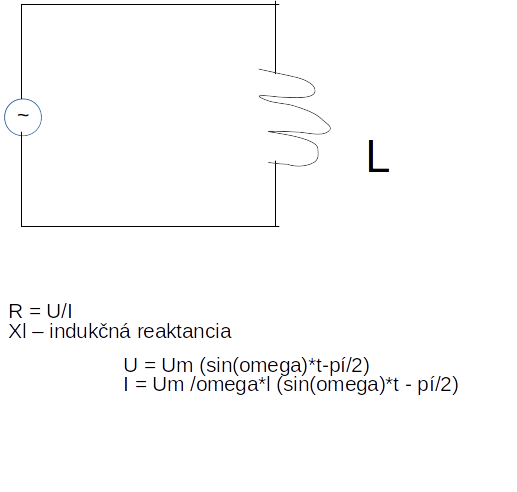 ~
L
R = U/I
Xl – indukčná reaktancia
U = Um (sin(omega)*t-pí/2)
I = Um /omega*l (sin(omega)*t - pí/2)